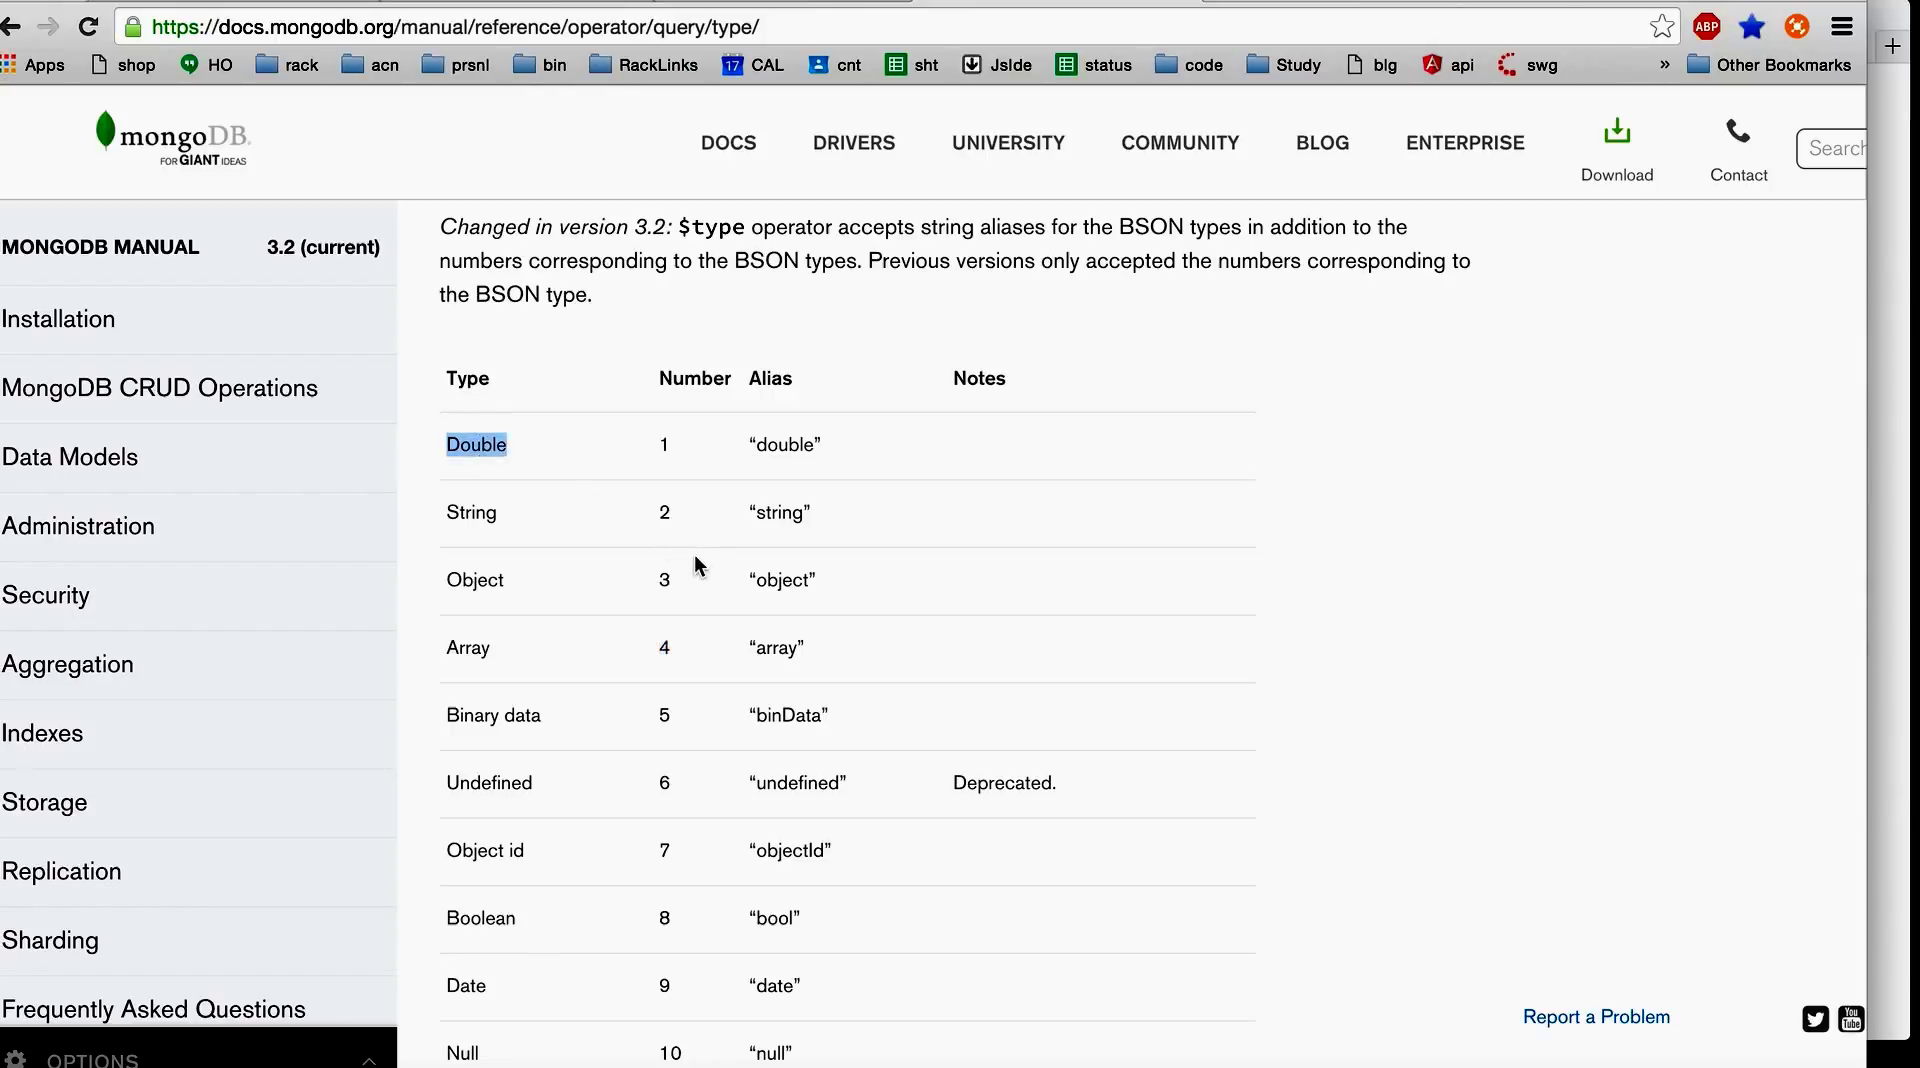 https://docs.mongodb.org/manual/reference/operator/query/type/
ABP
Apps shop HO rack acn prsnl bin RackLinks 17 CAL cnt sht JsIde status code Study blg api swg » Other Bookmarks
mongoDB.
FOR GIANT IDEAS
DOCS DRIVERS UNIVERSITY COMMUNITY BLOG ENTERPRISE Download Contact Search
MONGODB MANUAL 3.2 (current)
Installation
MongoDB CRUD Operations
Data Models
Administration
Security
Aggregation
Indexes
Storage
Replication
Sharding
Frequently Asked Questions
OPTIONS
Changed in version 3.2: $type operator accepts string aliases for the BSON types in addition to the
numbers corresponding to the BSON types. Previous versions only accepted the numbers corresponding to
the BSON type.
Type Number Alias Notes
Double 1 “double”
String 2 “string”
Object 3 “object”
Array 4 “array”
Binary data 5 “binData”
Undefined 6 “undefined” Deprecated.
Object id 7 “objectId”
Boolean 8 “bool”
Date 9 “date”
Null 10 “null”
Report a Problem
You Tube